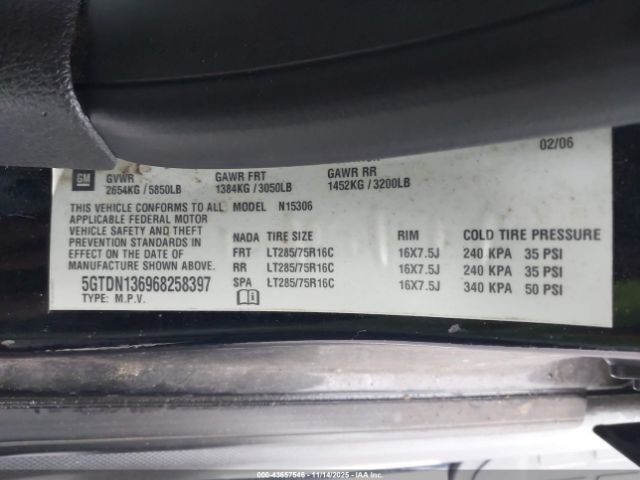 02/06
GM GVWR GAWR FRT GAWR RR
2654KG / 5850LB 1384KG / 3050LB 1452KG / 3200LB
THIS VEHICLE CONFORMS TO ALL MODEL N15306
APPLICABLE FEDERAL MOTOR
VEHICLE SAFETY AND THEFT
PREVENTION STANDARDS IN NADA TIRE SIZE RIM COLD TIRE PRESSURE
EFFECT ON THE DATE OF FRT LT285/75R16C 16X7.5J 240 KPA 35 PSI
MANUFACTURE SHOWN ABOVE. RR LT285/75R16C 16X7.5J 240 KPA 35 PSI
5GTDN136968258397 SPA LT285/75R16C 16X7.5J 340 KPA 50 PSI
TYPE: M.P.V.
000-43657546 - 11/14/2025 - IAAI.COM